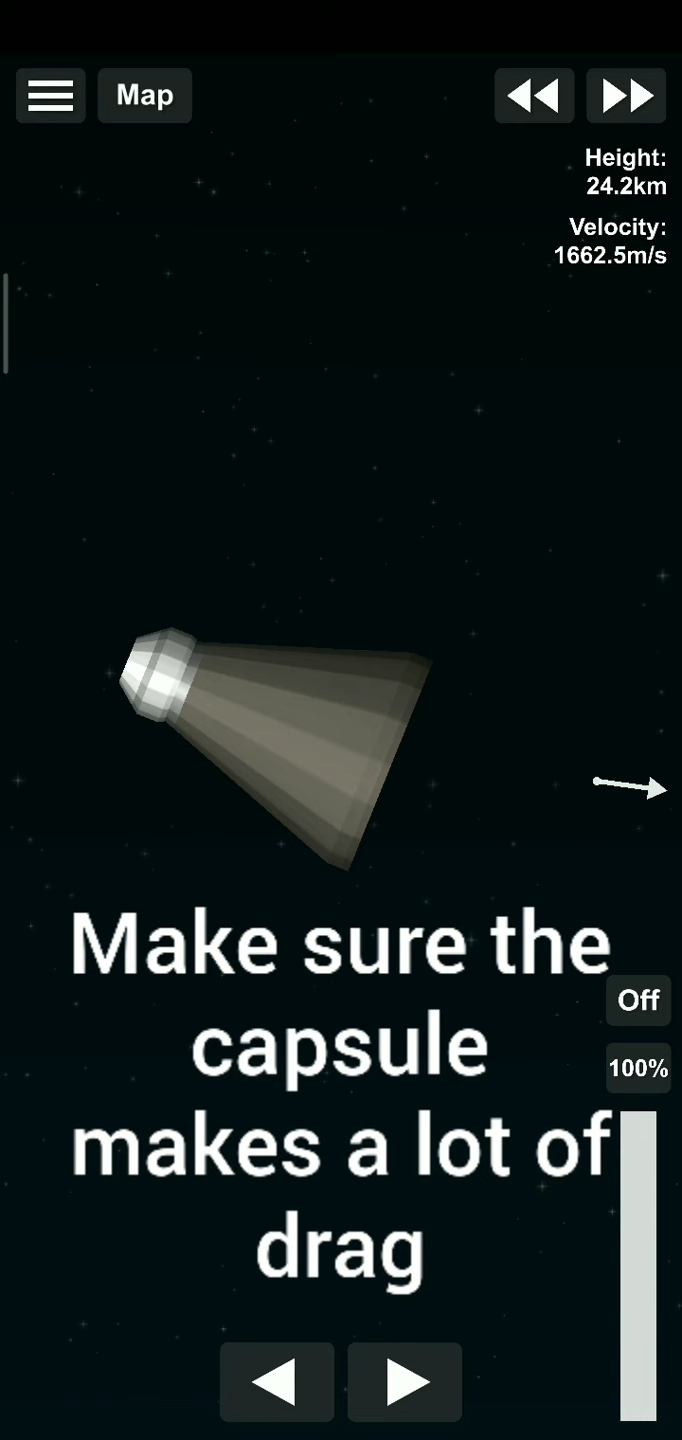 Map
Height:
24.2km
Velocity:
1662.5m/s
Make sure the
capsule
makes a lot of
drag
Off
100%